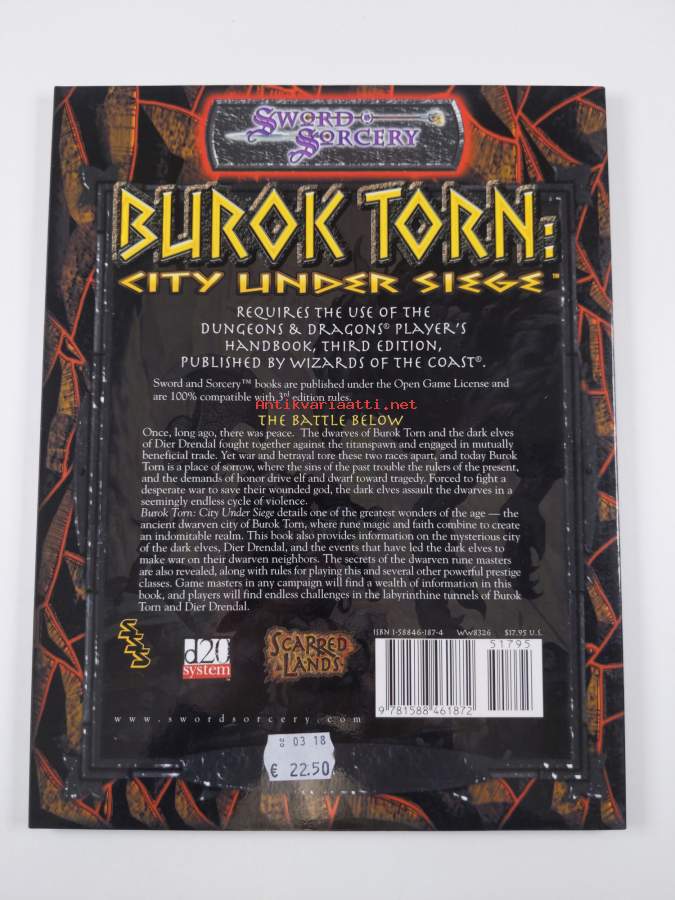 SWORD
SORCERY
BUROK TORN:
CITY UNDER SIEGE™
REQUIRES THE USE OF THE
DUNGEONS & DRAGONS® PLAYER'S
HANDBOOK, THIRD EDITION,
PUBLISHED BY WIZARDS OF THE COAST®.
Sword and Sorcery™ books are published under the Open Game License and
are 100% compatible with 3rd edition rules.
Antikvariaatti.net
THE BATTLE BELOW
Once, long ago, there was peace. The dwarves of Burok Torn and the dark elves
of Dier Drendal fought together against the titanspawn and engaged in mutually
beneficial trade. Yet war and betrayal tore these two races apart, and today Burok
Torn is a place of sorrow, where the sins of the past trouble the rulers of the present,
and the demands of honor drive elf and dwarf toward tragedy. Forced to fight a
desperate war to save their wounded god, the dark elves assault the dwarves in a
seemingly endless cycle of violence.
Burok Torn: City Under Siege details one of the greatest wonders of the age — the
ancient dwarven city of Burok Torn, where rune magic and faith combine to create
an indomitable realm. This book also provides information on the mysterious city
of the dark elves, Dier Drendal, and the events that have led the dark elves to
make war on their dwarven neighbors. The secrets of the dwarven rune masters
are also revealed, along with rules for playing this and several other powerful prestige
classes. Game masters in any campaign will find a wealth of information in this
book, and players will find endless challenges in the labyrinthine tunnels of Burok
Torn and Dier Drendal.
SSS
d20
system
SCARRED
LANDS
ISBN 1-58846-187-4 WW8326 $17.95 U.S.
51795
9 781588 461872
www.swordsorcery.com
03 18
€ 22.50